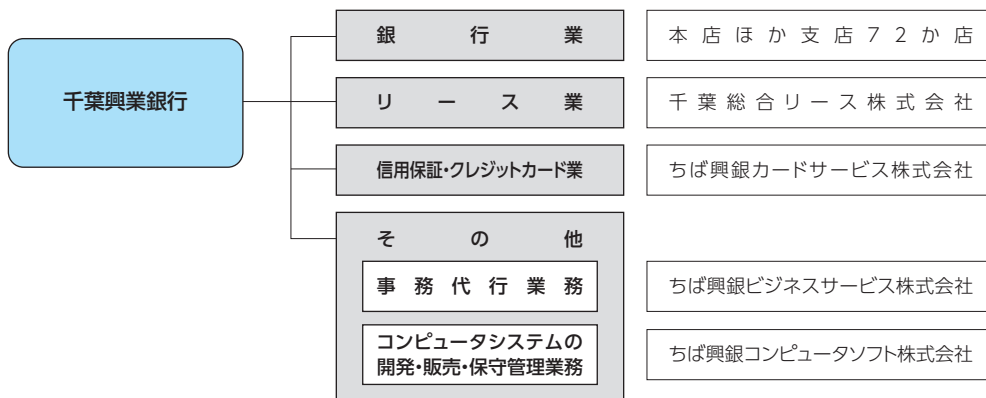 千葉興業銀行
銀行業
本店ほか支店72か店
リース業
千葉総合リース株式会社
信用保証・クレジットカード業
ちば興銀カードサービス株式会社
その他
事務代行業務
ちば興銀ビジネスサービス株式会社
コンピュータシステムの
開発・販売・保守管理業務
ちば興銀コンピュータソフト株式会社